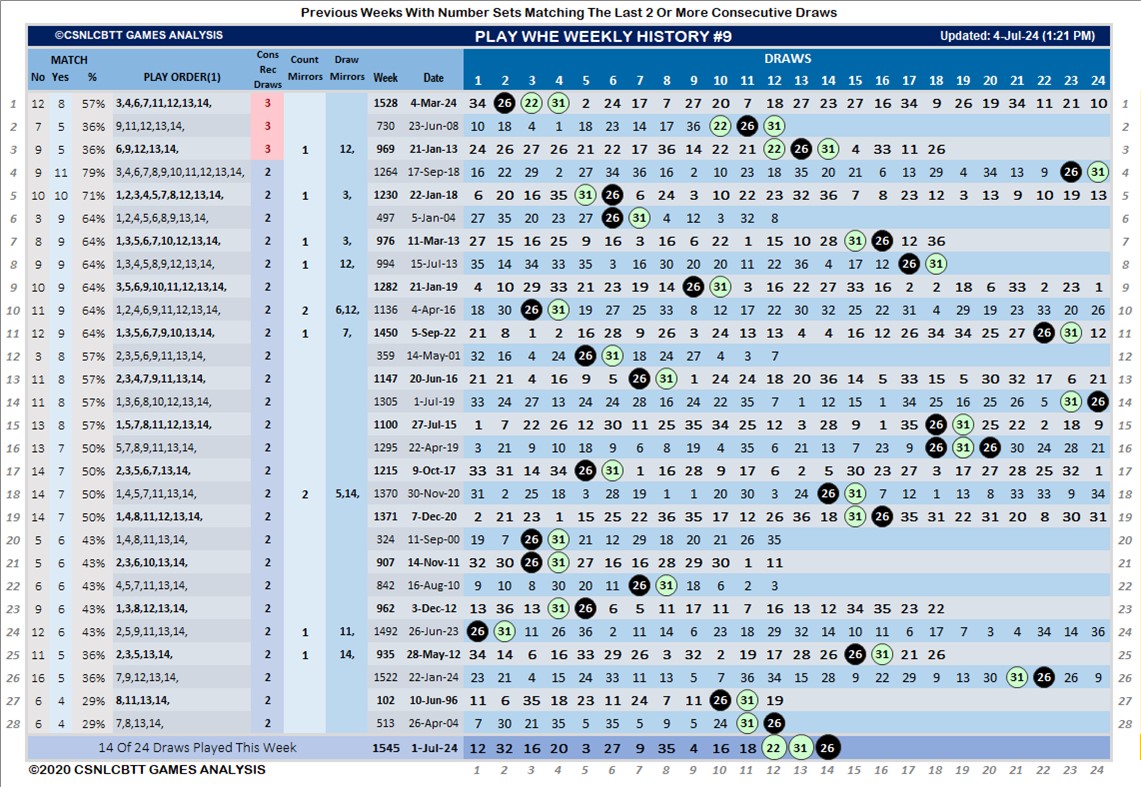 Previous Weeks With Number Sets Matching The Last 2 Or More Consecutive Draws
©CSNLCBTT GAMES ANALYSIS PLAY WHE WEEKLY HISTORY #9 Updated: 4-Jul-24 (1:21 PM)
MATCH Cons Rec Draws Count Mirrors Draw Mirrors DRAWS
No Yes % PLAY ORDER(1) Week Date 1 2 3 4 5 6 7 8 9 10 11 12 13 14 15 16 17 18 19 20 21 22 23 24
1 12 8 57% 3,4,6,7,11,12,13,14, 3 1528 4-Mar-24 34 26 22 31 2 24 17 7 27 20 7 18 27 23 27 16 34 9 26 19 34 11 21 10 1
2 7 5 36% 9,11,12,13,14, 3 730 23-Jun-08 10 18 4 1 18 23 14 17 36 22 26 31 2
3 9 5 36% 6,9,12,13,14, 3 1 12, 969 21-Jan-13 24 26 27 26 21 22 17 36 14 22 21 22 26 31 4 33 11 26 3
4 9 11 79% 3,4,6,7,8,9,10,11,12,13,14, 2 1264 17-Sep-18 16 22 29 2 27 34 36 16 2 10 23 18 35 20 21 6 13 29 4 34 13 9 26 31 4
5 10 10 71% 1,2,3,4,5,7,8,12,13,14, 2 1 3, 1230 22-Jan-18 6 20 16 35 31 26 6 24 3 10 22 23 32 36 7 8 23 12 3 13 9 10 19 13 5
6 3 9 64% 1,2,4,5,6,8,9,13,14, 2 497 5-Jan-04 27 35 20 23 27 26 31 4 12 3 32 8 6
7 8 9 64% 1,3,5,6,7,10,12,13,14, 2 1 3, 976 11-Mar-13 27 15 16 25 9 16 3 16 6 22 1 15 10 28 31 26 12 36 7
8 9 9 64% 1,3,4,5,8,9,12,13,14, 2 1 12, 994 15-Jul-13 35 14 34 33 35 3 16 30 20 20 11 22 36 4 17 12 26 31 8
9 10 9 64% 3,5,6,9,10,11,12,13,14, 2 1282 21-Jan-19 4 10 29 33 21 23 19 14 26 31 3 16 22 27 33 16 2 2 18 6 33 2 23 1 9
10 11 9 64% 1,2,4,6,9,11,12,13,14, 2 2 6,12, 1136 4-Apr-16 18 30 26 31 19 27 25 33 8 12 17 22 30 32 25 22 31 4 29 19 23 33 20 26 10
11 12 9 64% 1,3,5,6,7,9,10,13,14, 2 1 7, 1450 5-Sep-22 21 8 1 2 16 28 9 26 3 24 13 13 4 4 16 12 26 34 34 25 27 26 31 12 11
12 3 8 57% 2,3,5,6,9,11,13,14, 2 359 14-May-01 32 16 4 24 26 31 18 24 27 4 3 7 12
13 11 8 57% 2,3,4,7,9,11,13,14, 2 1147 20-Jun-16 21 21 4 16 9 5 26 31 1 24 24 18 20 36 14 5 33 15 5 30 32 17 6 21 13
14 11 8 57% 1,3,6,8,10,12,13,14, 2 1305 1-Jul-19 33 24 27 13 24 24 28 16 24 22 35 7 1 12 15 1 34 25 16 25 26 5 31 26 14
15 13 8 57% 1,5,7,8,11,12,13,14, 2 1100 27-Jul-15 1 7 22 26 12 30 11 25 35 34 25 12 3 28 9 1 35 26 31 25 22 2 18 9 15
16 13 7 50% 5,7,8,9,11,13,14, 2 1295 22-Apr-19 3 21 9 10 18 9 6 8 19 4 35 6 21 14 7 23 9 26 31 26 30 24 28 21 16
17 14 7 50% 2,3,5,6,7,13,14, 2 1215 9-Oct-17 33 31 14 34 26 31 1 16 28 9 17 6 2 5 30 23 27 3 17 27 28 25 32 1 17
18 14 7 50% 1,4,5,7,11,13,14, 2 2 5,14, 1370 30-Nov-20 31 2 25 18 3 28 19 1 1 20 30 3 24 26 31 7 12 1 13 8 33 33 9 34 18
19 14 7 50% 1,4,8,11,12,13,14, 2 1371 7-Dec-20 2 21 23 1 15 25 22 36 35 17 12 26 36 18 31 26 35 31 22 31 20 8 30 31 19
20 5 6 43% 1,4,8,11,13,14, 2 324 11-Sep-00 19 7 26 31 21 12 29 18 20 21 26 35 20
21 5 6 43% 2,3,6,10,13,14, 2 907 14-Nov-11 32 30 26 31 27 16 16 28 29 30 1 11 21
22 6 6 43% 4,5,7,11,13,14, 2 842 16-Aug-10 9 10 8 30 20 11 26 31 18 6 2 3 22
23 9 6 43% 1,3,8,12,13,14, 2 962 3-Dec-12 13 36 13 31 26 6 5 11 17 11 7 16 13 12 34 35 23 22 23
24 12 6 43% 2,5,9,11,13,14, 2 1 11, 1492 26-Jun-23 26 31 11 26 36 2 11 14 6 23 18 29 32 14 10 11 6 17 7 3 4 34 14 36 24
25 11 5 36% 2,3,5,13,14, 2 1 14, 935 28-May-12 34 14 6 16 33 29 26 3 32 2 19 17 28 26 26 31 21 26 25
26 16 5 36% 7,9,12,13,14, 2 1522 22-Jan-24 23 21 4 15 24 33 11 13 5 7 36 34 15 28 9 22 29 9 13 30 31 26 26 9 26
27 6 4 29% 8,11,13,14, 2 102 10-Jun-96 11 6 35 18 23 11 24 7 11 26 31 19 27
28 6 4 29% 7,8,13,14, 2 513 26-Apr-04 7 30 21 35 5 35 5 9 5 24 31 26 28
14 Of 24 Draws Played This Week 1545 1-Jul-24 12 32 16 20 3 27 9 35 4 16 18 22 31 26
©2020 CSNLCBTT GAMES ANALYSIS 1 2 3 4 5 6 7 8 9 10 11 12 13 14 15 16 17 18 19 20 21 22 23 24